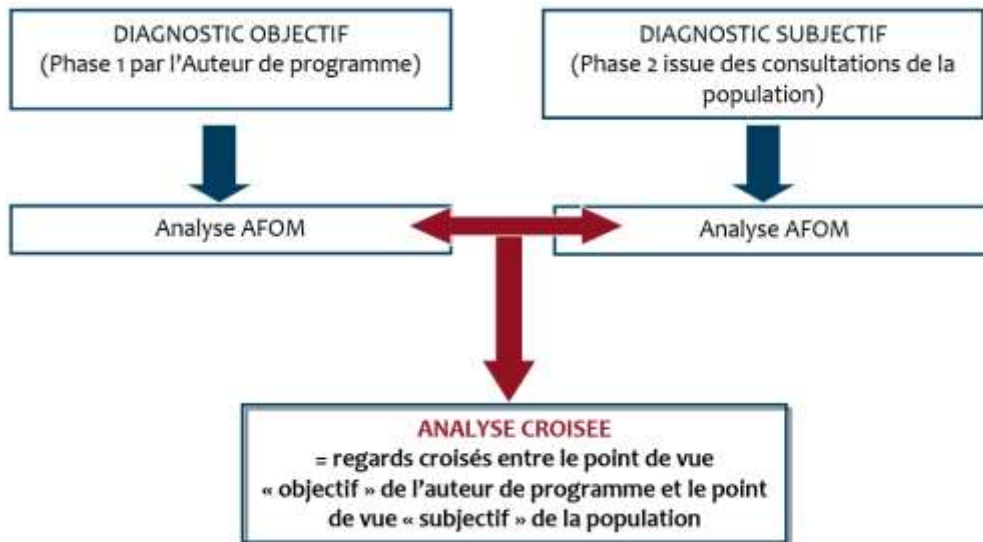 DIAGNOSTIC OBJECTIF
(Phase 1 par l'Auteur de programme)
DIAGNOSTIC SUBJECTIF
(Phase 2 issue des consultations de la
population)
Analyse AFOM
Analyse AFOM
ANALYSE CROISEE
= regards croisés entre le point de vue
« objectif » de l'auteur de programme et le point
de vue « subjectif » de la population